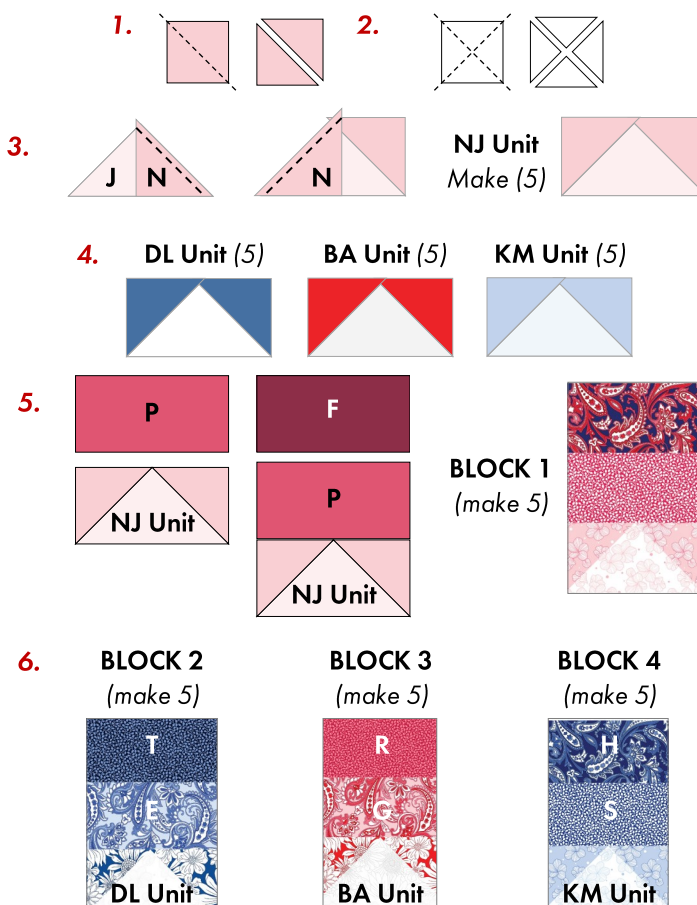 1.
2.
3.
J
N
N
NJ Unit
Make (5)
4.
DL Unit (5)
BA Unit (5)
KM Unit (5)
5.
P
F
NJ Unit
P
NJ Unit
BLOCK 1
(make 5)
6.
BLOCK 2
(make 5)
BLOCK 3
(make 5)
BLOCK 4
(make 5)
T
R
H
E
G
S
DL Unit
BA Unit
KM Unit